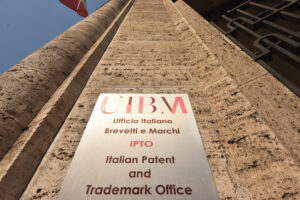 UIBM
Ufficio Italiano
Brevetti e Marchi
IPTO
Italian Patent
and
Trademark Office